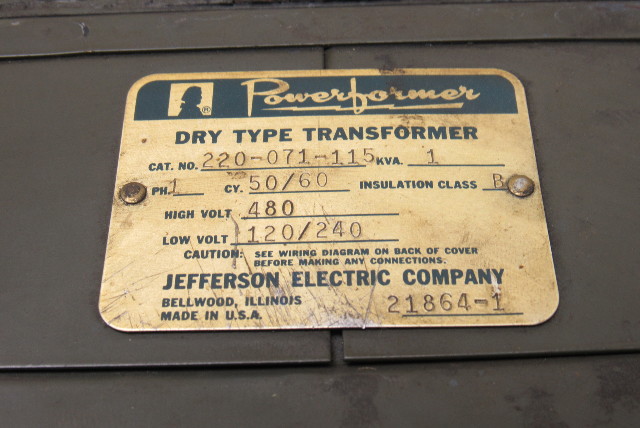 ® Powerformer
DRY TYPE TRANSFORMER
CAT. NO. 220-071-115 KVA. 1
PH 1 CY. 50/60 INSULATION CLASS B
HIGH VOLT 480
LOW VOLT 120/240
CAUTION: SEE WIRING DIAGRAM ON BACK OF COVER
BEFORE MAKING ANY CONNECTIONS.
JEFFERSON ELECTRIC COMPANY
BELLWOOD, ILLINOIS
MADE IN U.S.A. 21864-1